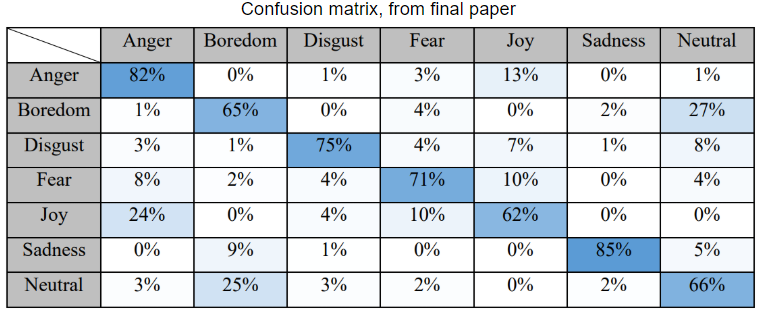 Confusion matrix, from final paper
Anger Boredom Disgust Fear Joy Sadness Neutral
Anger 82% 0% 1% 3% 13% 0% 1%
Boredom 1% 65% 0% 4% 0% 2% 27%
Disgust 3% 1% 75% 4% 7% 1% 8%
Fear 8% 2% 4% 71% 10% 0% 4%
Joy 24% 0% 4% 10% 62% 0% 0%
Sadness 0% 9% 1% 0% 0% 85% 5%
Neutral 3% 25% 3% 2% 0% 2% 66%